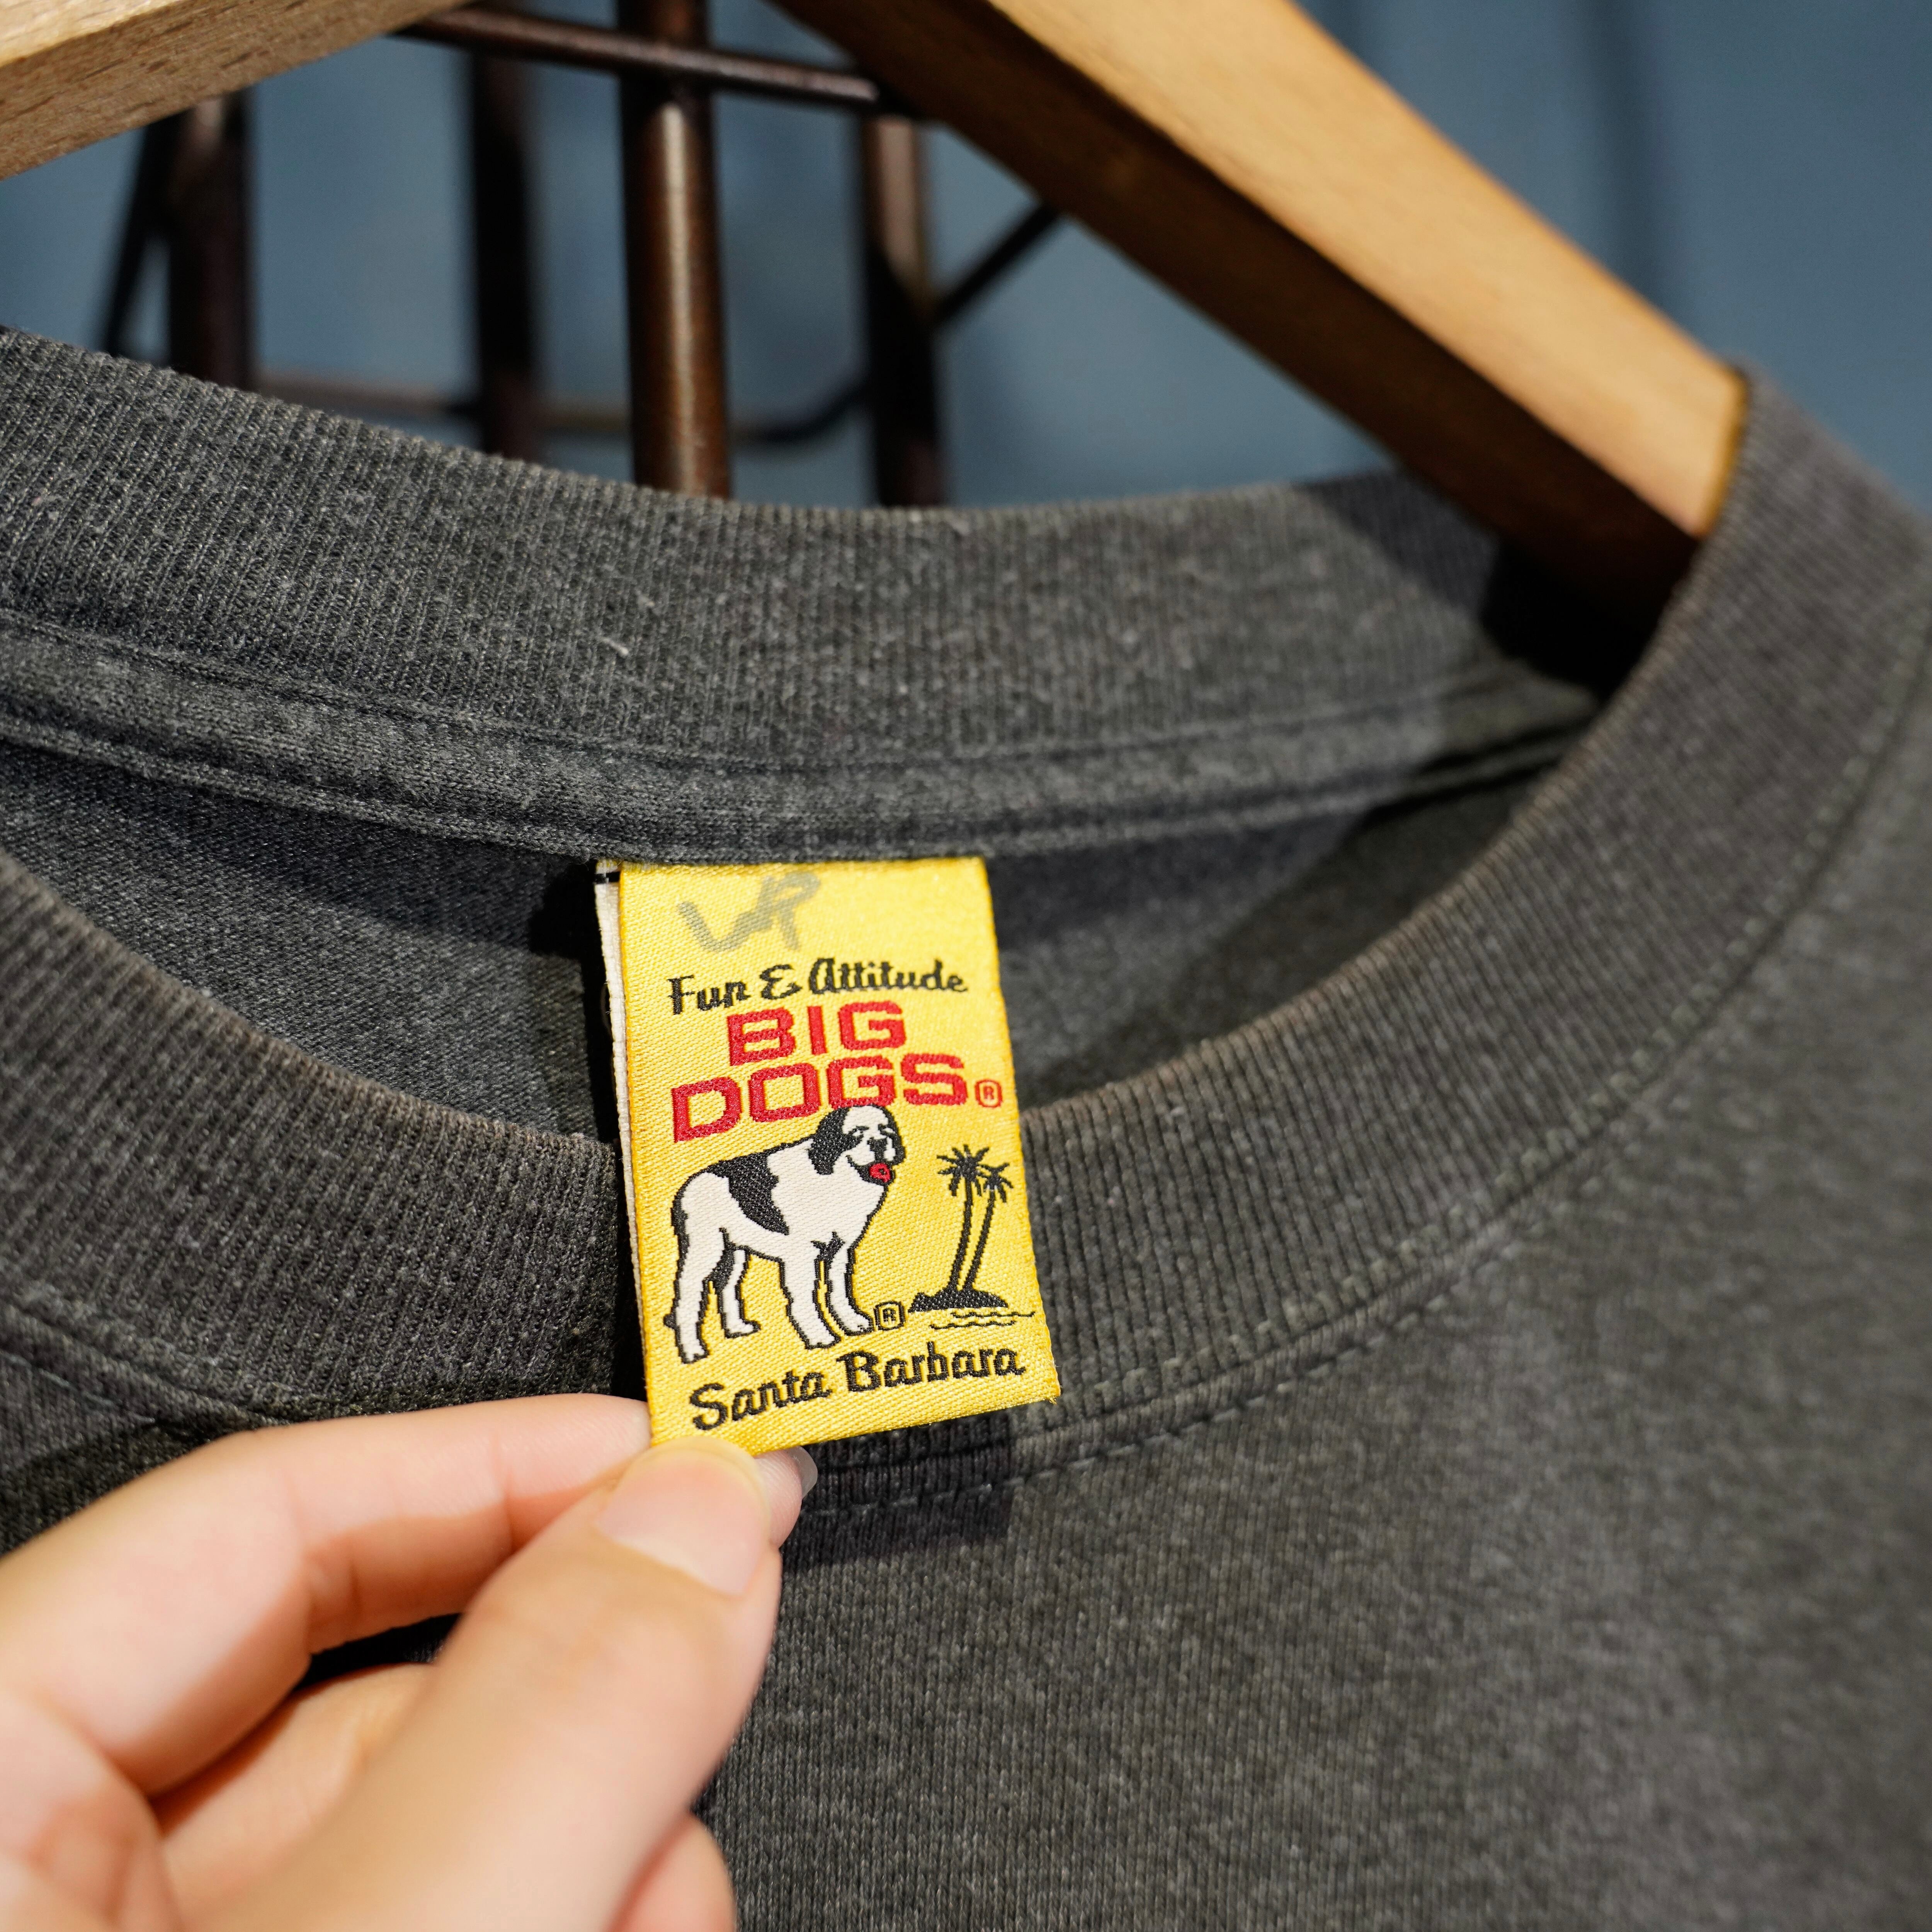 Fun & Attitude
BIG
DOGS®
®
Santa Barbara